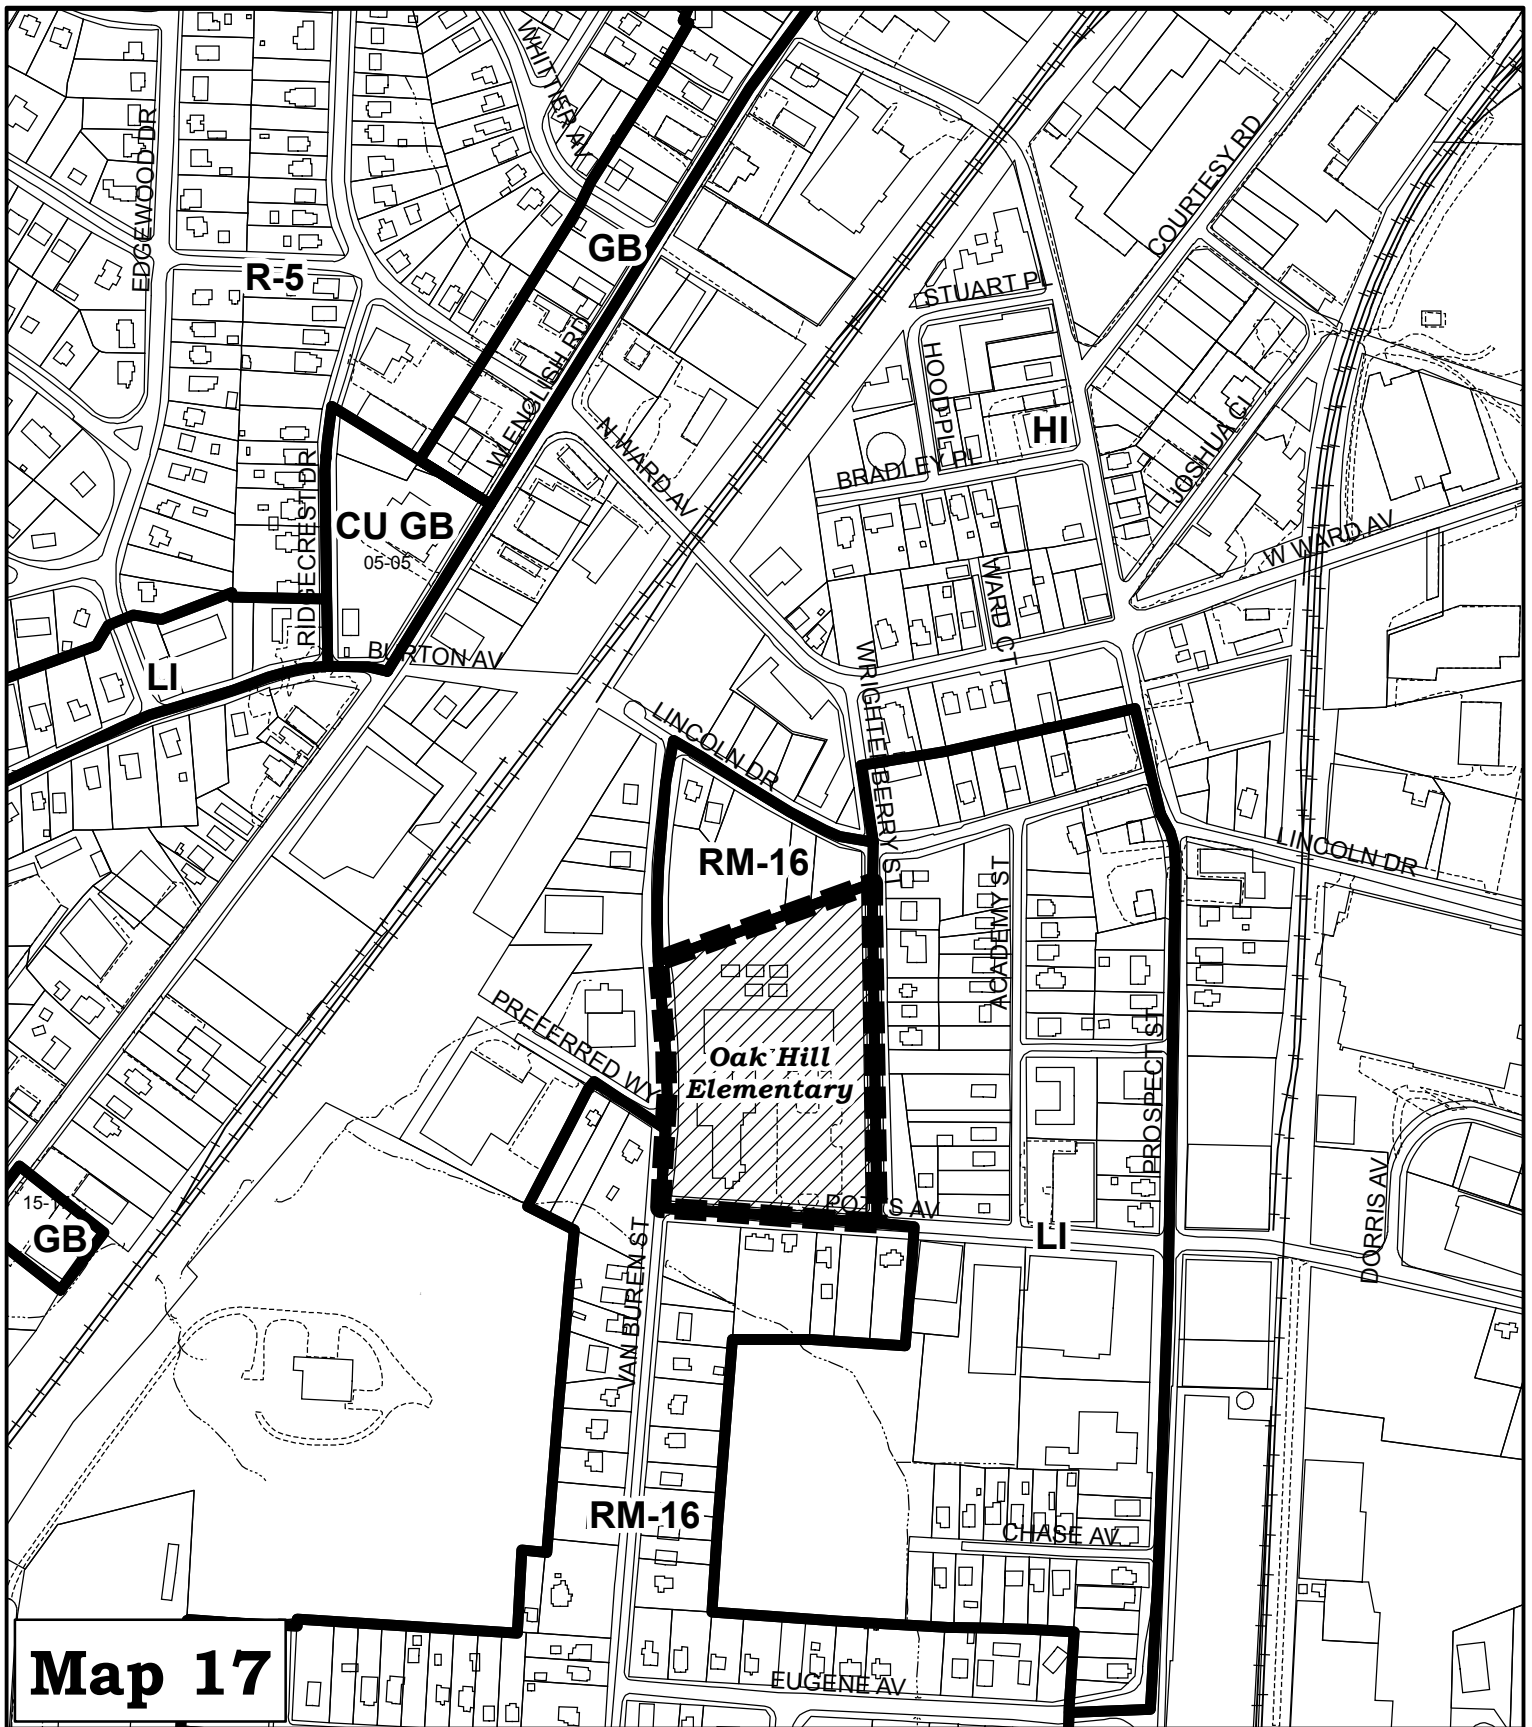 WHITTIER AV
EDGEWOOD DR
COURTESY RD
GB
R-5
STUART PL
W ENGLISH RD
HOOD PL
N WARD AV
HI
JOSHUA CI
BRADLEY PL
RIDGECREST DR
CU GB
05-05
W WARD AV
WARD CT
BURTON AV
LI
WRIGHTENBERRY ST
LINCOLN DR
RM-16
LINCOLN DR
ACADEMY ST
PREFERRED WY
Oak Hill
Elementary
PROSPECT ST
POTTS AV
GB
LI
DORRIS AV
VAN BUREN ST
RM-16
CHASE AV
Map 17
EUGENE AV